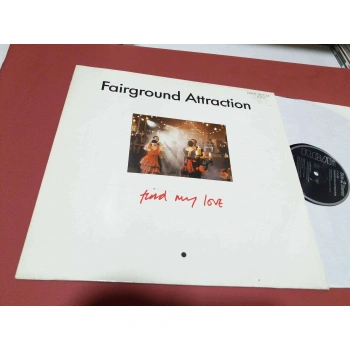 Fairground Attraction
find my LOVE